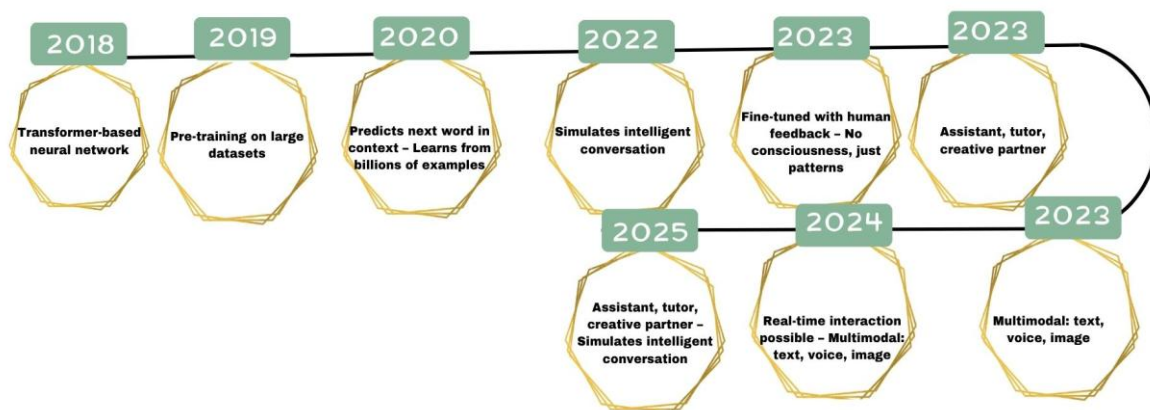 2018
Transformer-based
neural network
2019
Pre-training on large
datasets
2020
Predicts next word in
context – Learns from
billions of examples
2022
Simulates intelligent
conversation
2023
Fine-tuned with human
feedback – No
consciousness, just
patterns
2023
Assistant, tutor,
creative partner
2023
Multimodal: text,
voice, image
2024
Real-time interaction
possible – Multimodal:
text, voice, image
2025
Assistant, tutor,
creative partner –
Simulates intelligent
conversation